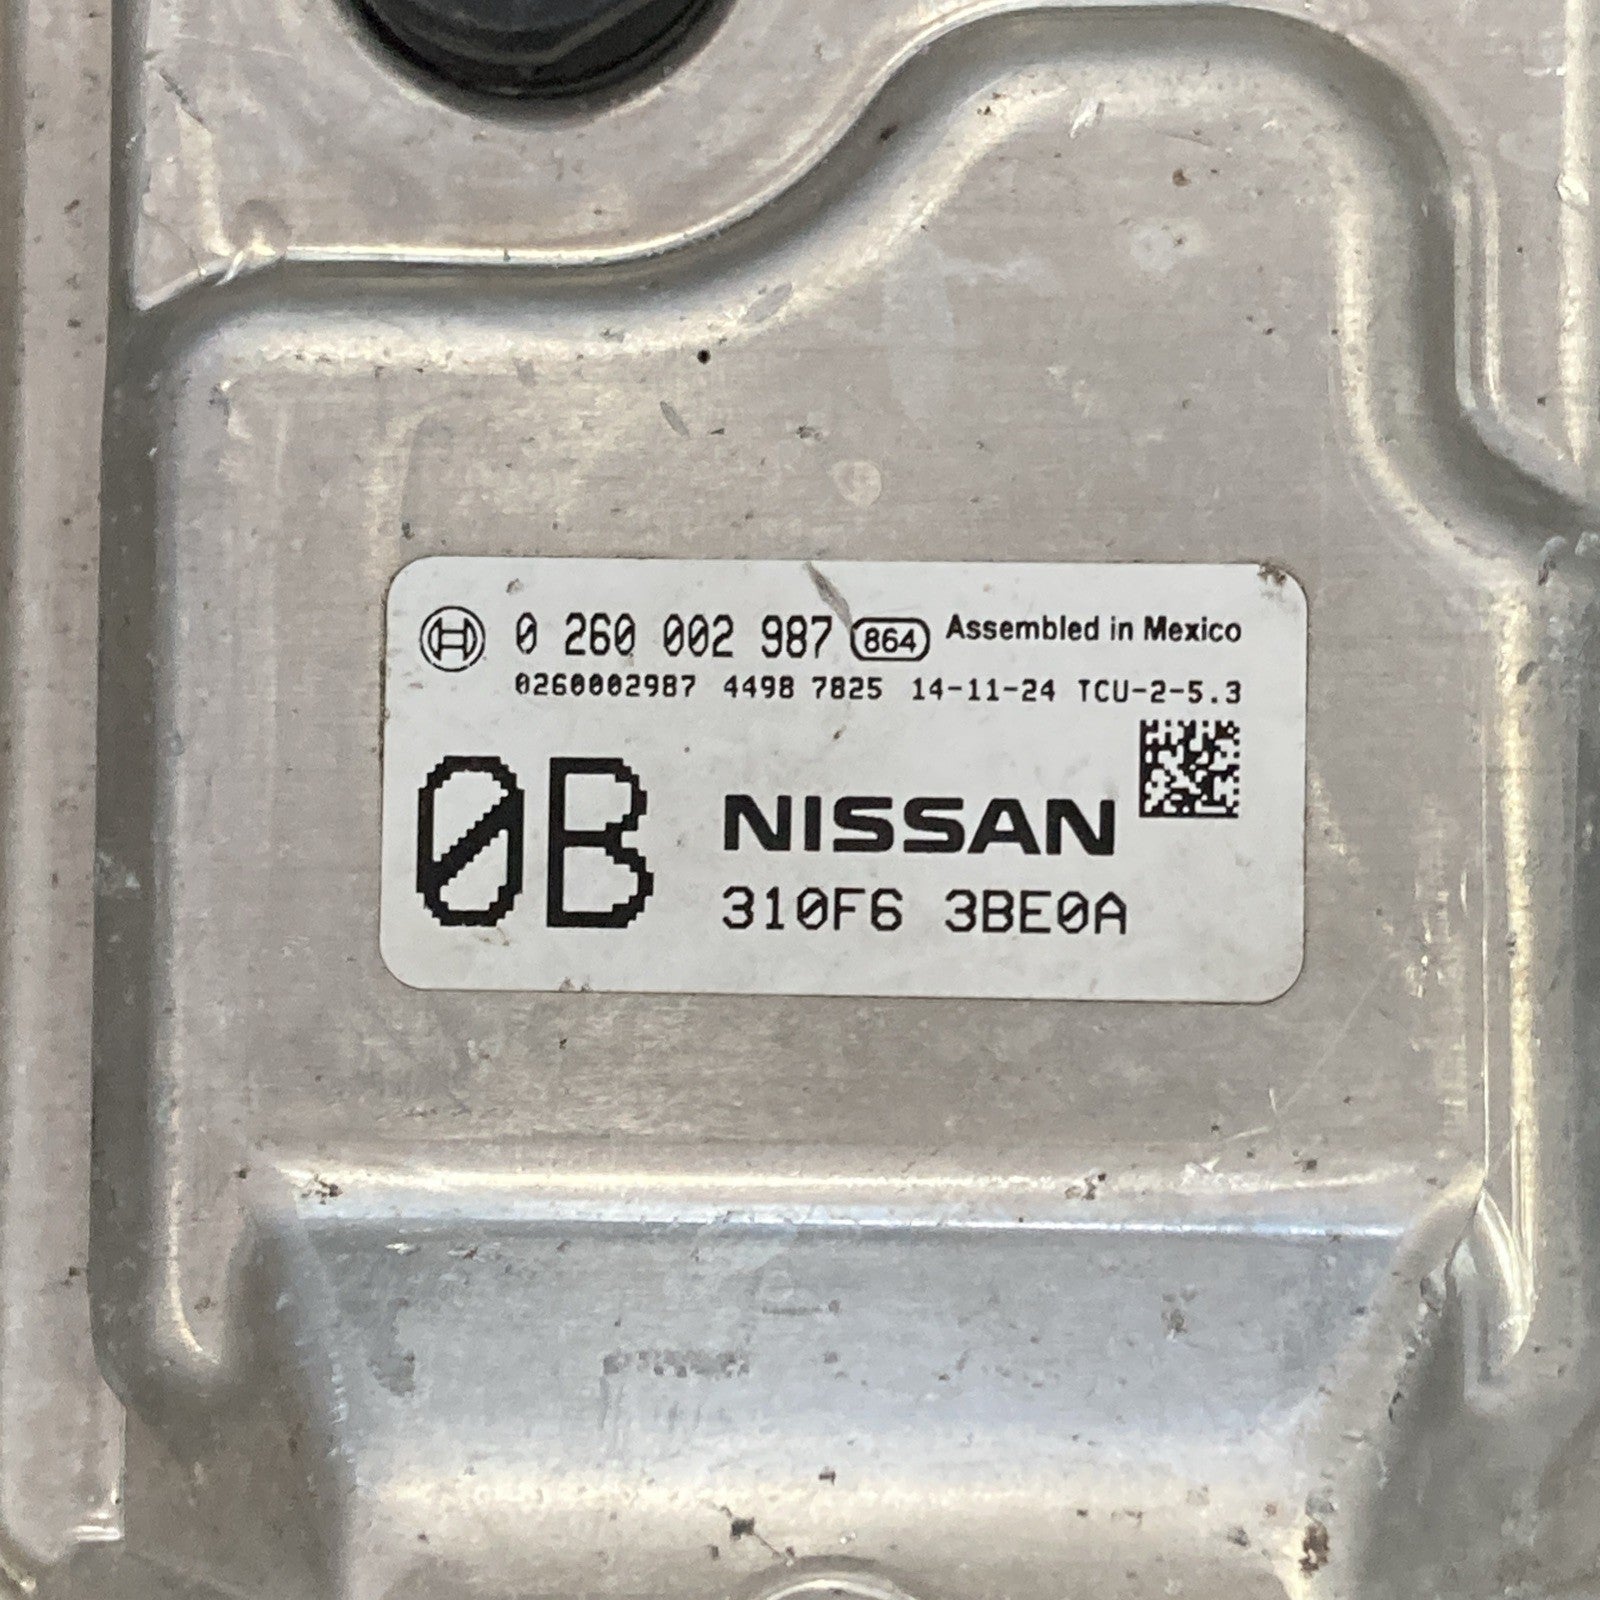 0 260 002 987 864 Assembled in Mexico
0260002987 4498 7825 14-11-24 TCU-2-5.3
0B NISSAN
310F6 3BE0A